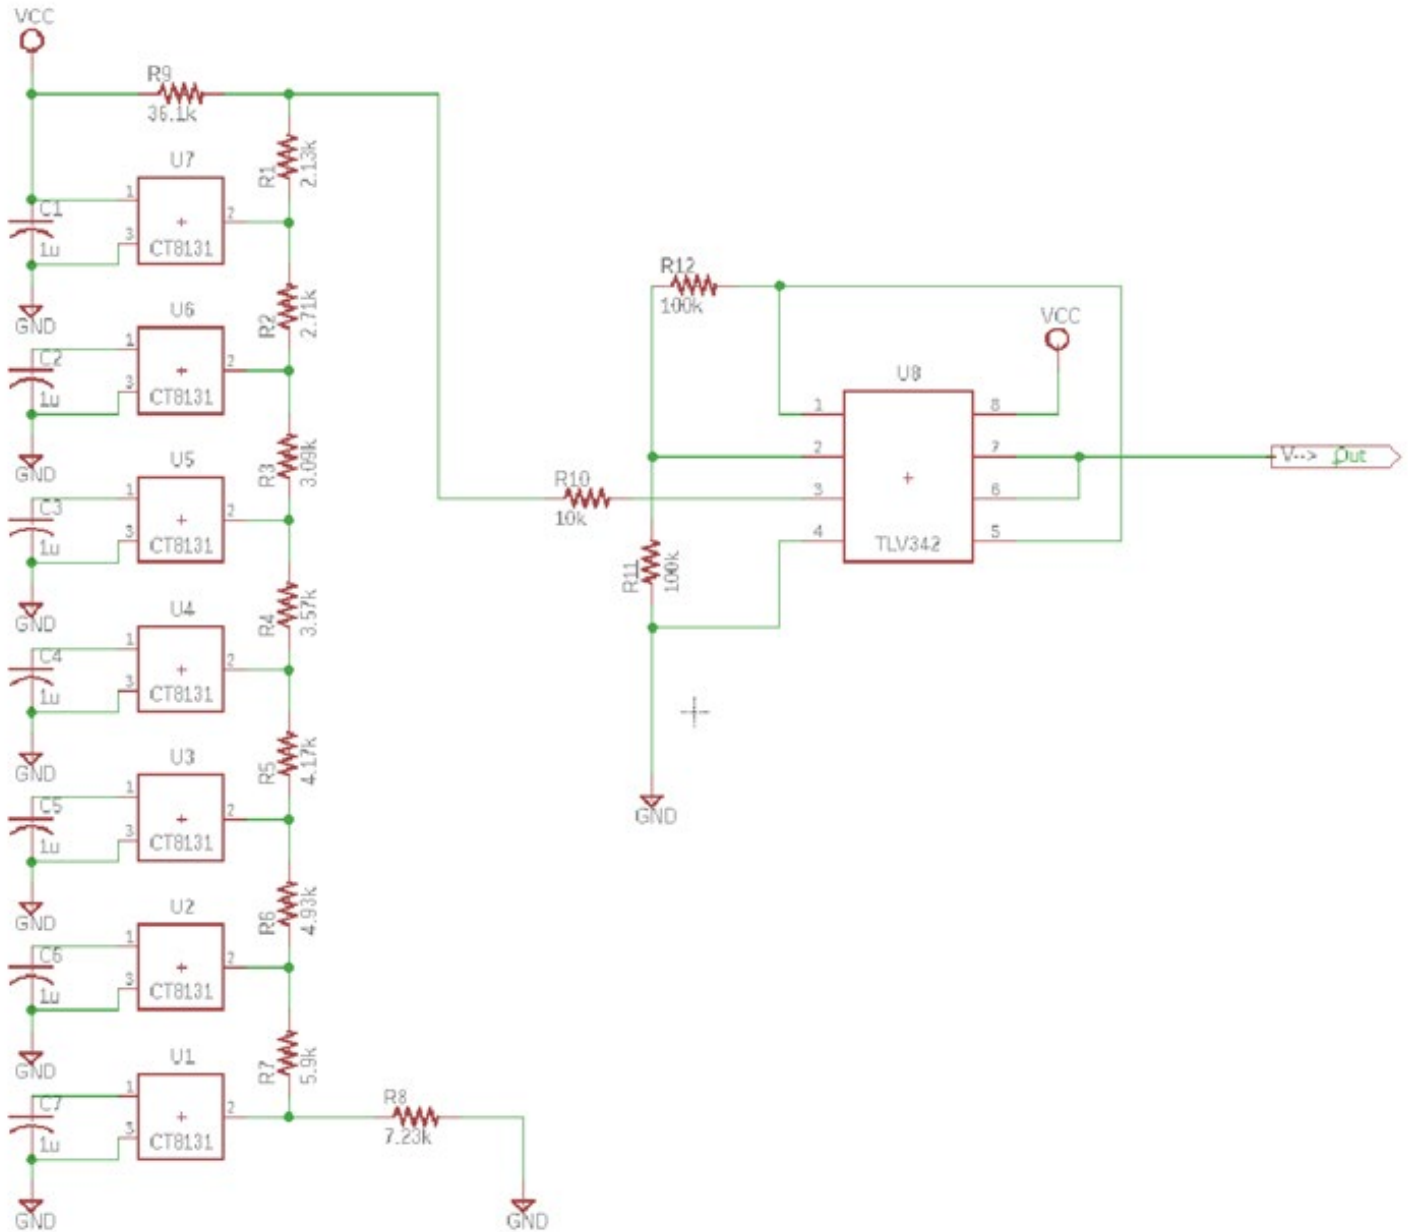 VCC
R9
36.1k
R1
2.13k
U7
1
2
3
CT8131
C1
1u
GND
R2
2.71k
U6
1
2
3
CT8131
C2
1u
GND
R3
3.09k
U5
1
2
3
CT8131
C3
1u
GND
R4
3.57k
U4
1
2
3
CT8131
C4
1u
GND
R5
4.17k
U3
1
2
3
CT8131
C5
1u
GND
R6
4.93k
U2
1
2
3
CT8131
C6
1u
GND
R7
5.9k
U1
1
2
3
CT8131
C7
1u
GND
R8
7.23k
GND
R12
100k
VCC
U8
1
2
3
4
8
7
6
5
TLV342
R10
10k
R11
100k
GND
V--> Out